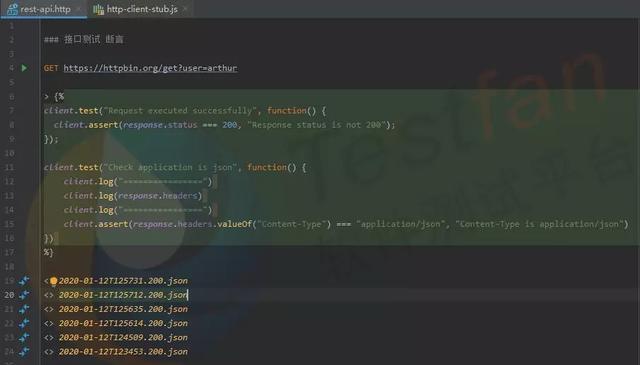 rest-api.http
http-client-stub.js
1
2 ### 接口测试 断言
3
4 GET https://httpbin.org/get?user=arthur
5
6 > {%
7 client.test("Request executed successfully", function() {
8 client.assert(response.status === 200, "Response status is not 200");
9 });
10
11 client.test("Check application is json", function() {
12 client.log("================")
13 client.log(response.headers)
14 client.log("================")
15 client.assert(response.headers.valueOf("Content-Type") === "application/json", "Content-Type is application/json")
16 })
17 %}
18
19 <> 2020-01-12T125731.200.json
20 <> 2020-01-12T125712.200.json
21 <> 2020-01-12T125635.200.json
22 <> 2020-01-12T125614.200.json
23 <> 2020-01-12T124509.200.json
24 <> 2020-01-12T123453.200.json
Testfan